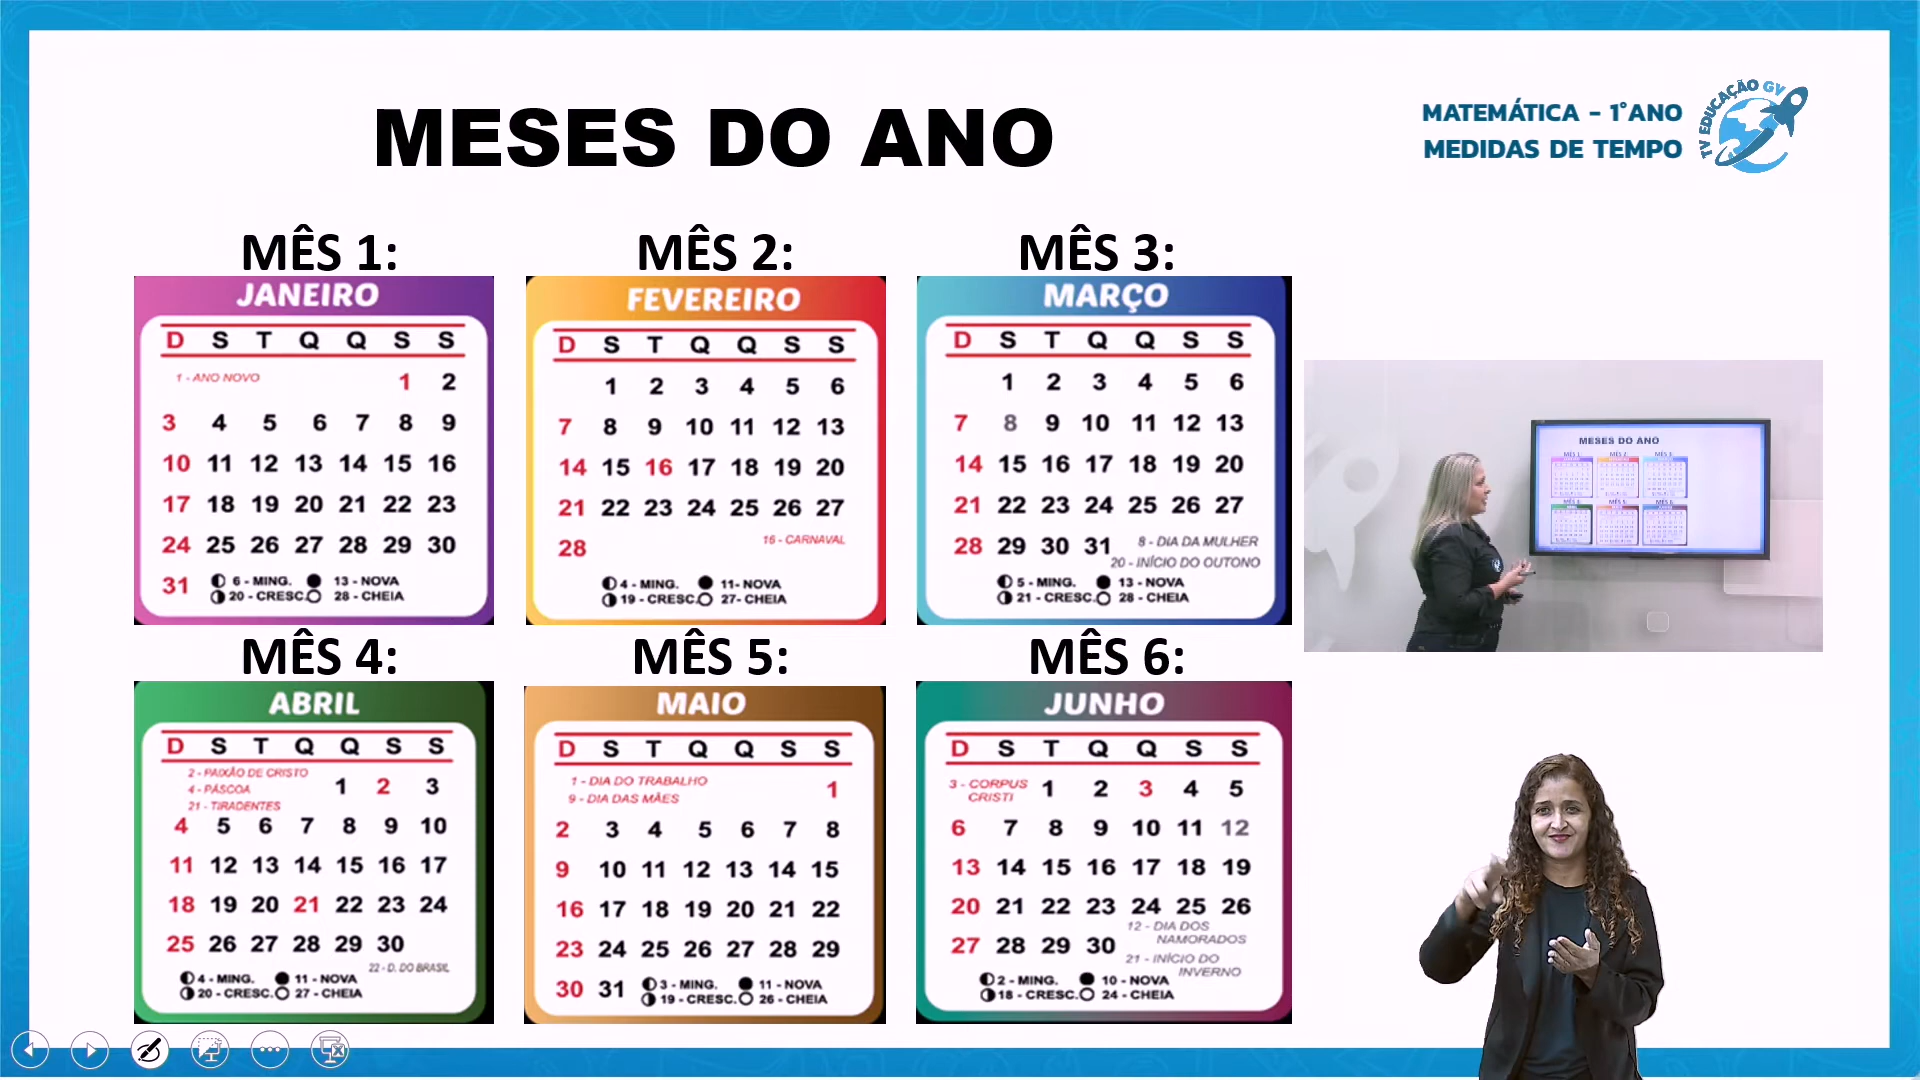 MESES DO ANO
MATEMÁTICA - 1°ANO
MEDIDAS DE TEMPO
TV EDUCAÇÃO GV
MÊS 1:
JANEIRO
D S T Q Q S S
1 - ANO NOVO 1 2
3 4 5 6 7 8 9
10 11 12 13 14 15 16
17 18 19 20 21 22 23
24 25 26 27 28 29 30
31 6 - MING. 13 - NOVA
20 - CRESC. 28 - CHEIA
MÊS 2:
FEVEREIRO
D S T Q Q S S
1 2 3 4 5 6
7 8 9 10 11 12 13
14 15 16 17 18 19 20
21 22 23 24 25 26 27
28 16 - CARNAVAL
4 - MING. 11- NOVA
19 - CRESC. 27- CHEIA
MÊS 3:
MARÇO
D S T Q Q S S
1 2 3 4 5 6
7 8 9 10 11 12 13
14 15 16 17 18 19 20
21 22 23 24 25 26 27
28 29 30 31 8 - DIA DA MULHER
20 - INÍCIO DO OUTONO
5 - MING. 13 - NOVA
21 - CRESC. 28 - CHEIA
MESES DO ANO
MÊS 1: MÊS 2: MÊS 3:
MÊS 4:
ABRIL
D S T Q Q S S
2 - PAIXÃO DE CRISTO
4 - PÁSCOA 1 2 3
21 - TIRADENTES
4 5 6 7 8 9 10
11 12 13 14 15 16 17
18 19 20 21 22 23 24
25 26 27 28 29 30
22 - D. DO BRASIL
4 - MING. 11 - NOVA
20 - CRESC. 27 - CHEIA
MÊS 5:
MAIO
D S T Q Q S S
1 - DIA DO TRABALHO 1
9 - DIA DAS MÃES
2 3 4 5 6 7 8
9 10 11 12 13 14 15
16 17 18 19 20 21 22
23 24 25 26 27 28 29
30 31 3 - MING. 11 - NOVA
19 - CRESC. 26 - CHEIA
MÊS 6:
JUNHO
D S T Q Q S S
3 - CORPUS 1 2 3 4 5
CRISTI
6 7 8 9 10 11 12
13 14 15 16 17 18 19
20 21 22 23 24 25 26
12 - DIA DOS
NAMORADOS
27 28 29 30
21 - INÍCIO DO
INVERNO
2 - MING. 10 - NOVA
18 - CRESC. 24 - CHEIA